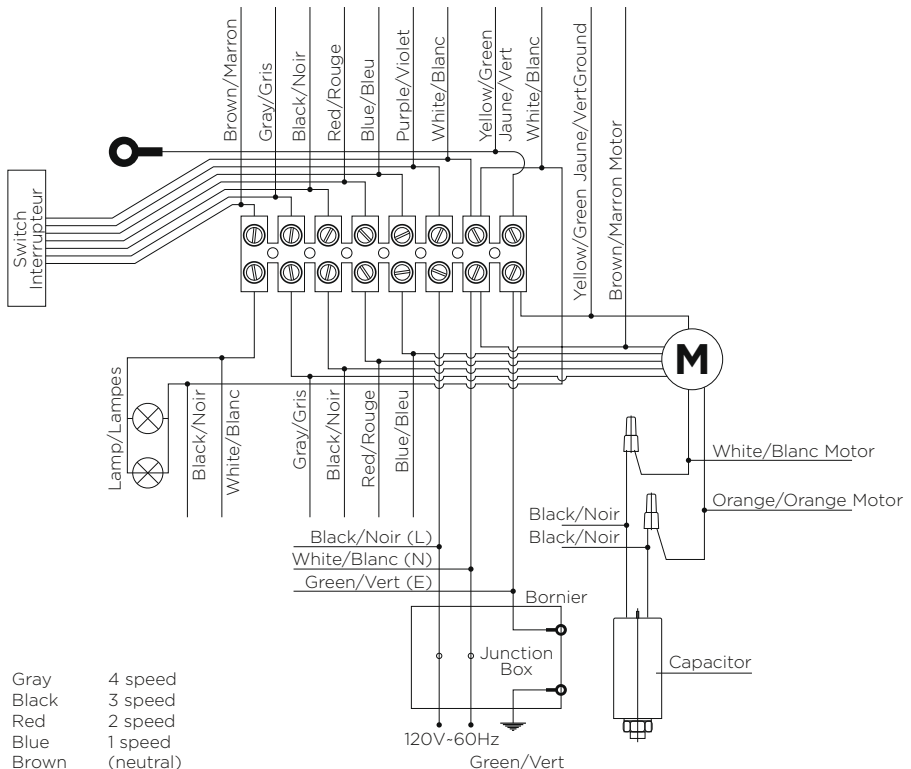 Brown/Marron
Gray/Gris
Black/Noir
Red/Rouge
Blue/Bleu
Purple/Violet
White/Blanc
Yellow/Green
Jaune/Vert
White/Blanc
Yellow/Green Jaune/VertGround
Brown/Marron Motor
Switch
Interrupteur
M
Lamp/Lampes
Black/Noir
White/Blanc
Gray/Gris
Black/Noir
Red/Rouge
Blue/Bleu
White/Blanc Motor
Orange/Orange Motor
Black/Noir
Black/Noir
Black/Noir (L)
White/Blanc (N)
Green/Vert (E)
Bornier
Junction
Box
Capacitor
120V~60Hz
Green/Vert
Gray 4 speed
Black 3 speed
Red 2 speed
Blue 1 speed
Brown (neutral)